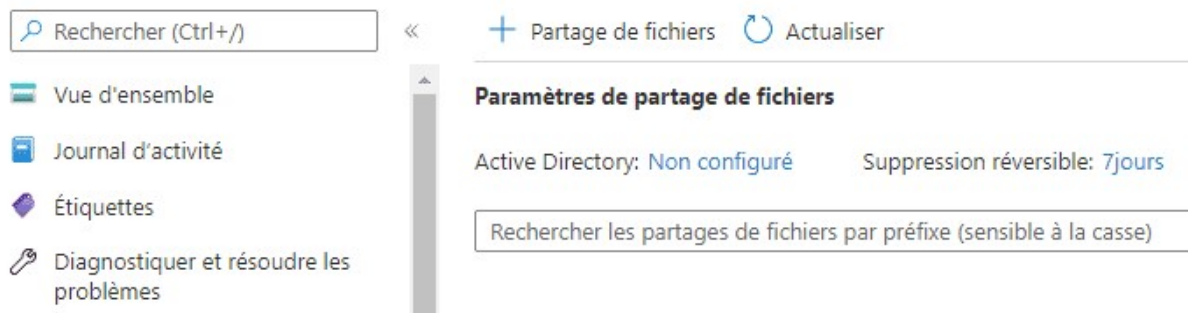 Rechercher (Ctrl+/)
«
Partage de fichiers
Actualiser
Vue d'ensemble
Journal d’activité
Étiquettes
Diagnostiquer et résoudre les
problèmes
Paramètres de partage de fichiers
Active Directory: Non configuré
Suppression réversible: 7jours
Rechercher les partages de fichiers par préfixe (sensible à la casse)